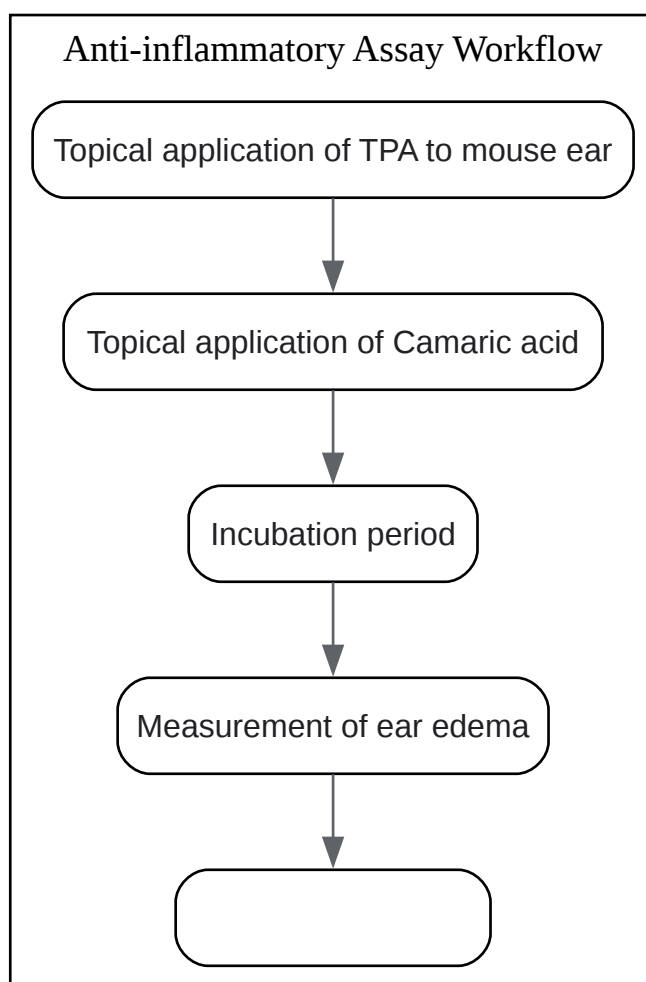 Anti-inflammatory Assay Workflow
Topical application of TPA to mouse ear
Topical application of Camaric acid
Incubation period
Measurement of ear edema